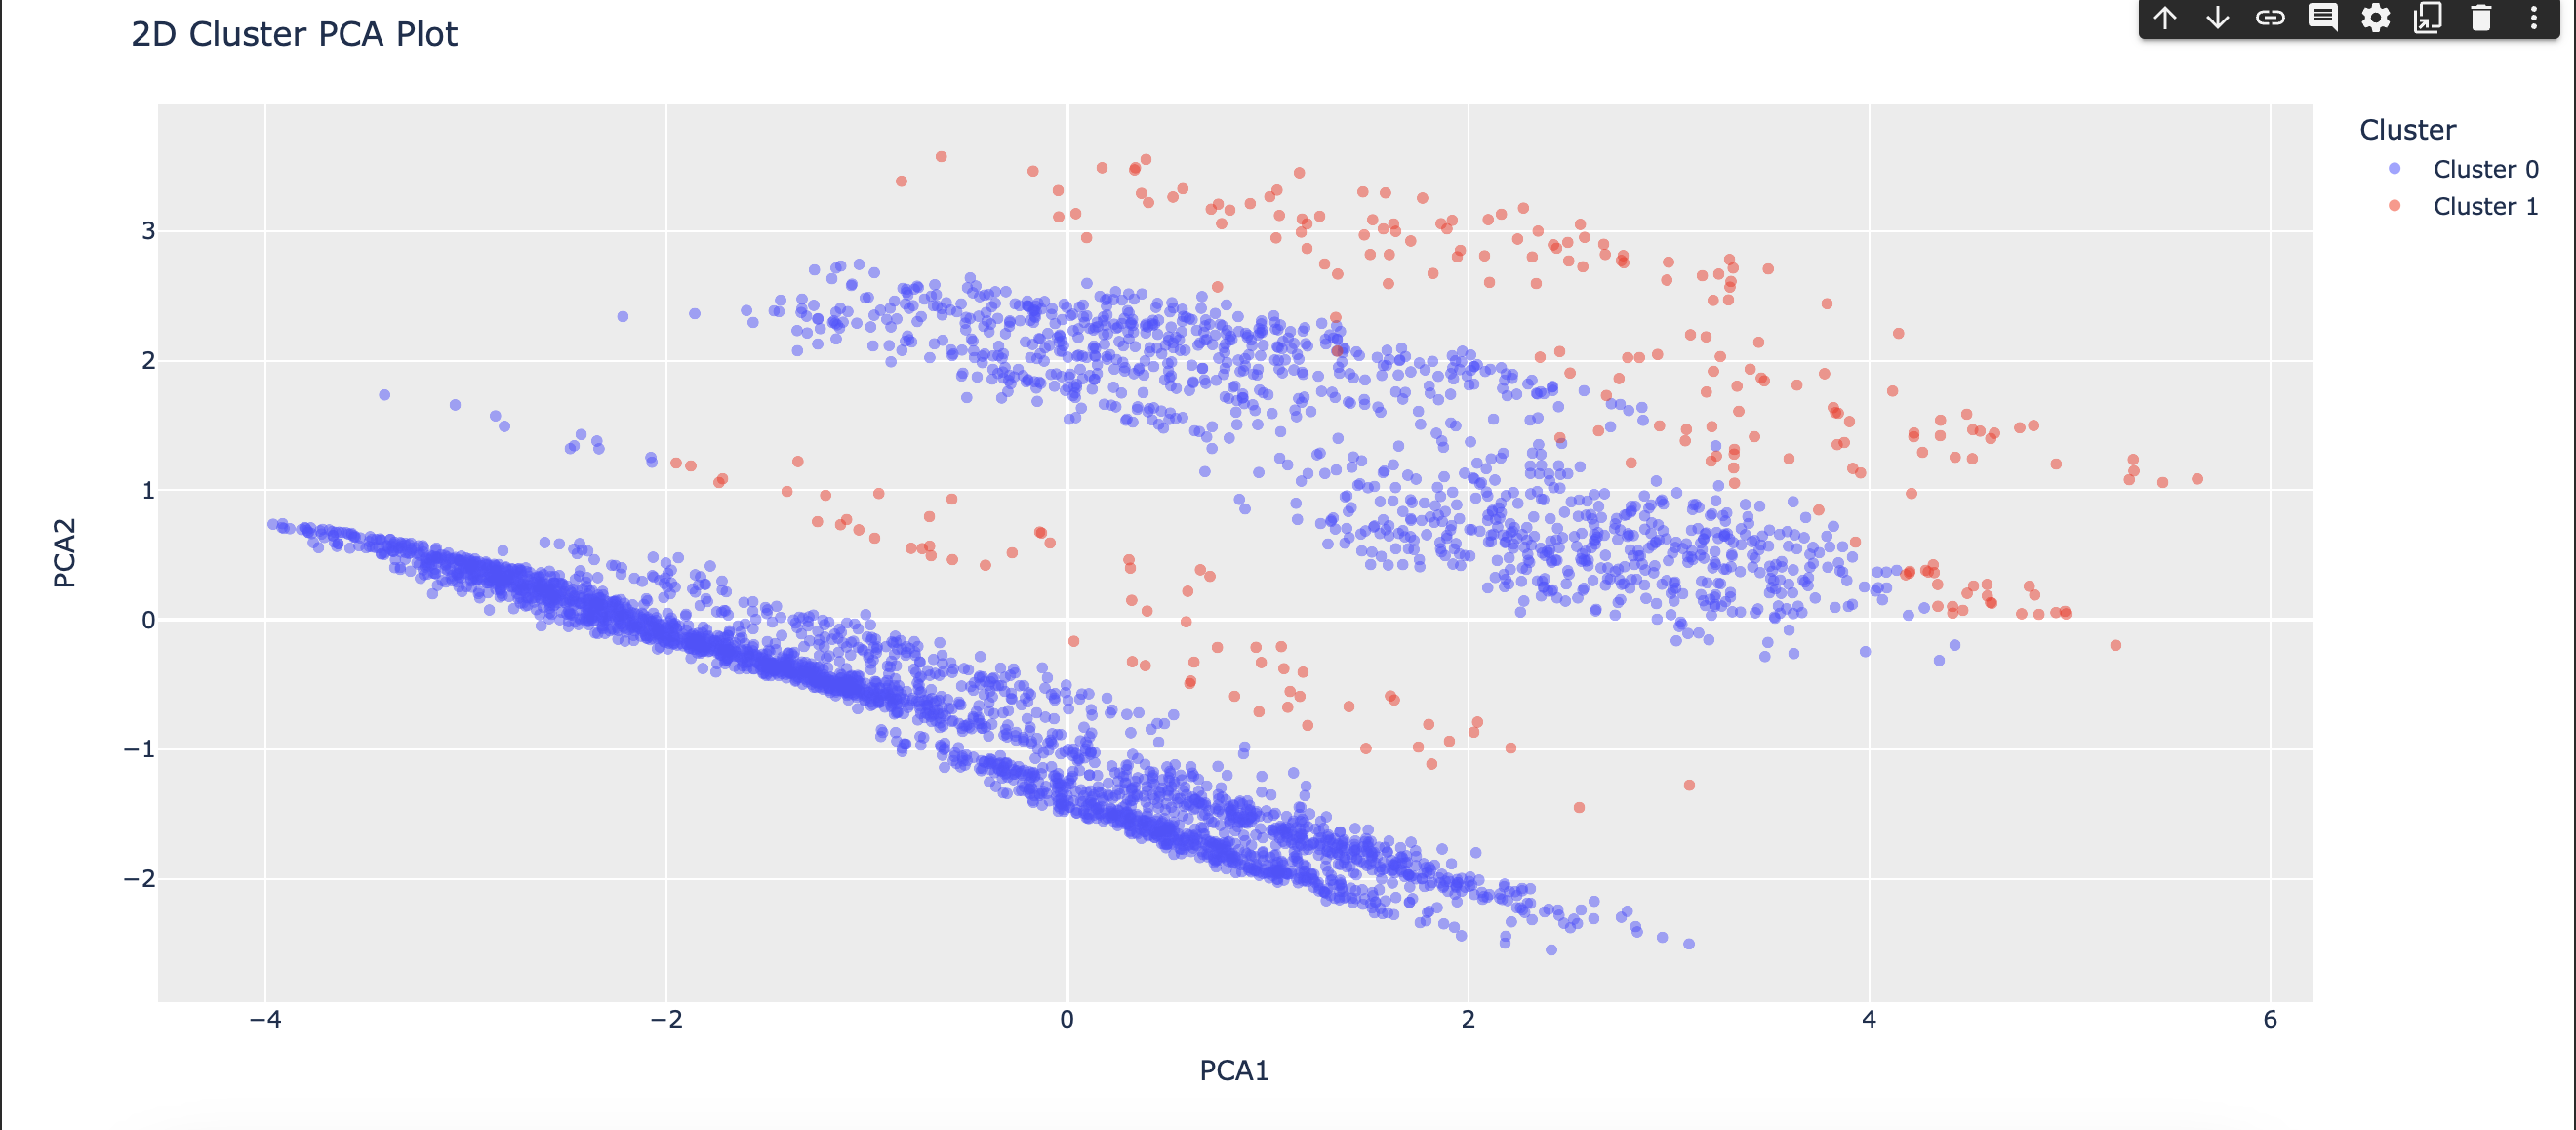 2D Cluster PCA Plot
Cluster
Cluster 0
Cluster 1
3
2
1
0
−1
−2
PCA2
−4
−2
0
2
4
6
PCA1